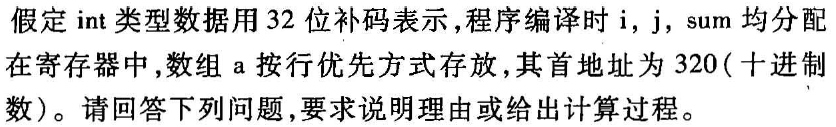 假定 int 类型数据用 32 位补码表示,程序编译时 i, j, sum 均分配
在寄存器中,数组 a 按行优先方式存放,其首地址为 320(十进制
数)。请回答下列问题,要求说明理由或给出计算过程。